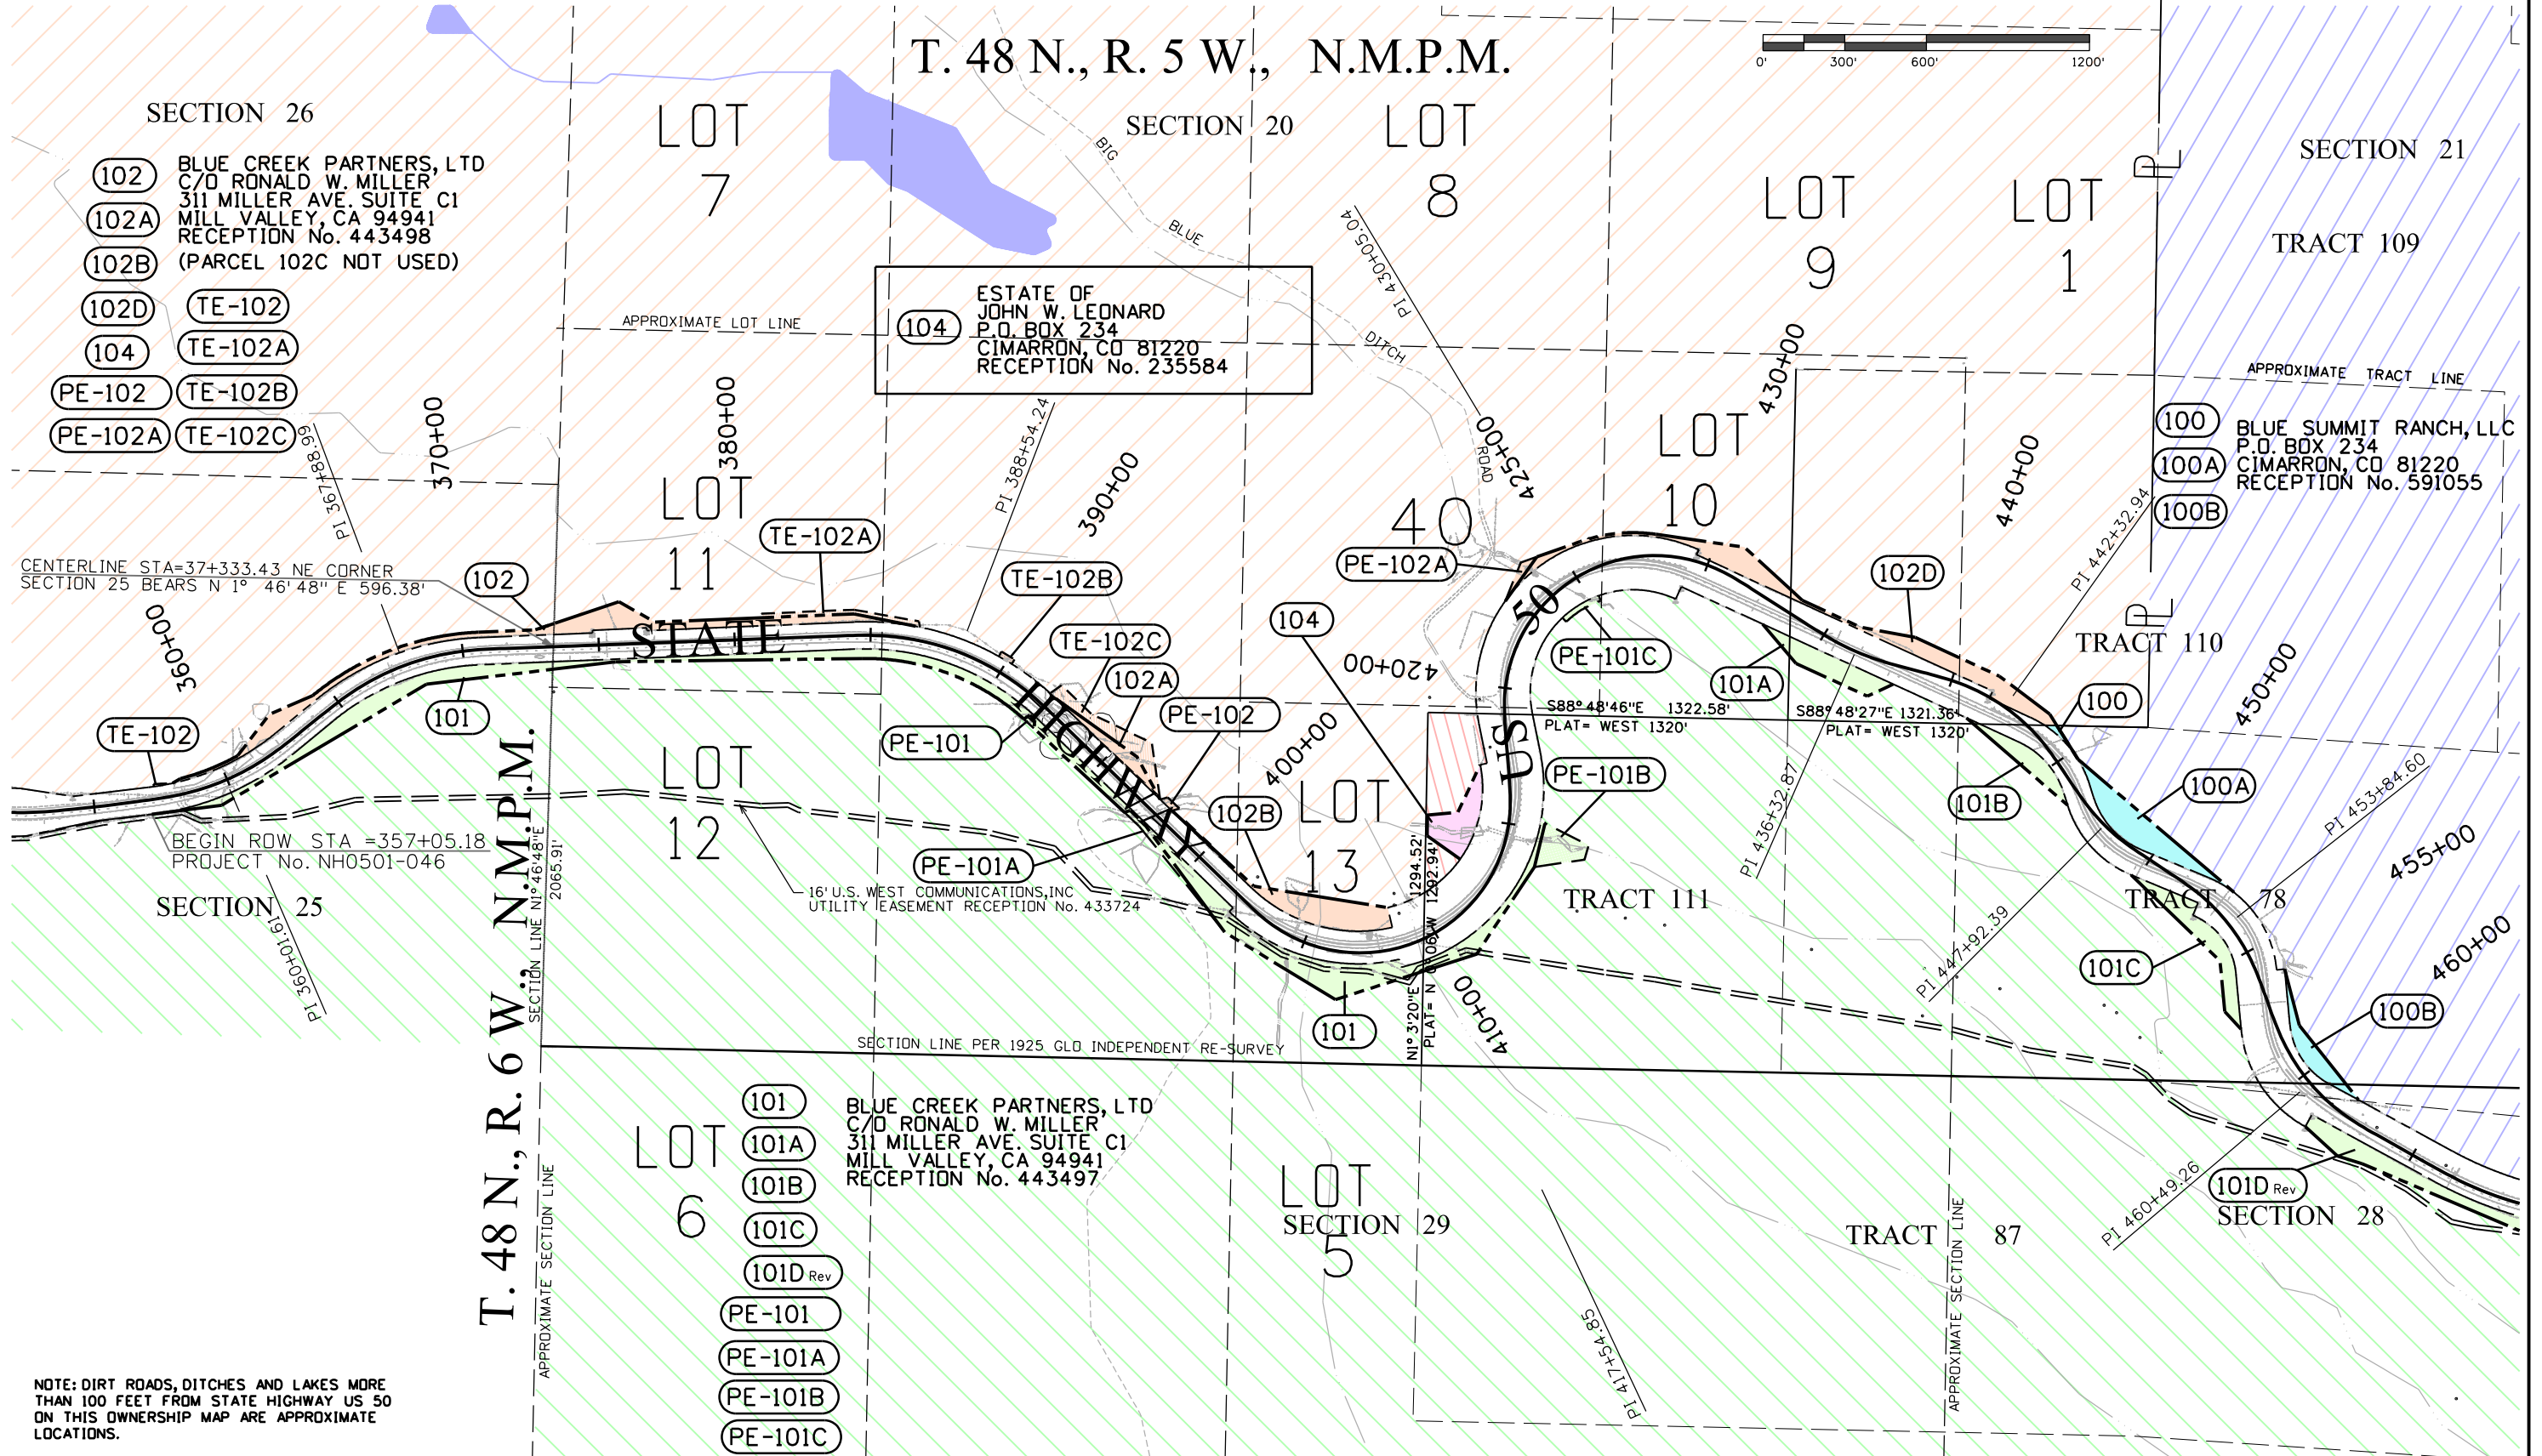 T. 48 N., R. 5 W., N.M.P.M.
0' 300' 600' 1200'
SECTION 26
102
102A
102B
102D
104
PE-102
PE-102A
BLUE CREEK PARTNERS, LTD
C/O RONALD W. MILLER
311 MILLER AVE. SUITE C1
MILL VALLEY, CA 94941
RECEPTION No. 443498
(PARCEL 102C NOT USED)
TE-102
TE-102A
TE-102B
TE-102C
LOT
7
SECTION 20
BIG
BLUE
DITCH
ROAD
LOT
8
LOT
9
LOT
1
PL
SECTION 21
TRACT 109
APPROXIMATE LOT LINE
104
ESTATE OF
JOHN W. LEONARD
P.O. BOX 234
CIMARRON, CO 81220
RECEPTION No. 235584
PI 430+05.04
APPROXIMATE TRACT LINE
100
100A
100B
BLUE SUMMIT RANCH, LLC
P.O. BOX 234
CIMARRON, CO 81220
RECEPTION No. 591055
PI 367+88.99
370+00
380+00
PI 388+54.24
390+00
425+00
430+00
440+00
PI 442+32.94
LOT
11
LOT
10
40
CENTERLINE STA=37+333.43 NE CORNER
SECTION 25 BEARS N 1° 46' 48" E 596.38'
102
TE-102A
TE-102B
TE-102C
102A
PE-102
104
PE-102A
102D
PL
TRACT 110
360+00
STATE
HIGHWAY
US
50
420+00
PE-101C
101A
100
450+00
TE-102
101
PE-101
400+00
S88°48'46"E 1322.58'
PLAT= WEST 1320'
S88°48'27"E 1321.36'
PLAT= WEST 1320'
BEGIN ROW STA =357+05.18
PROJECT No. NH0501-046
LOT
12
102B
LOT
13
PE-101B
101B
100A
PI 453+84.60
PI 436+32.87
455+00
PE-101A
16' U.S. WEST COMMUNICATIONS, INC
UTILITY EASEMENT RECEPTION No. 433724
SECTION 25
PI 360+01.61
T. 48 N., R. 6 W., N.M.P.M.
SECTION LINE N1°46'48"E
2065.91'
1294.52'
N1°3'20"E
1292.94'
TRACT 111
TRACT 78
PI 447+92.39
101C
460+00
100B
101
410+00
SECTION LINE PER 1925 GLO INDEPENDENT RE-SURVEY
LOT
6
101
101A
101B
101C
101D Rev
PE-101
PE-101A
PE-101B
PE-101C
BLUE CREEK PARTNERS, LTD
C/O RONALD W. MILLER
311 MILLER AVE. SUITE C1
MILL VALLEY, CA 94941
RECEPTION No. 443497
LOT
5
SECTION 29
TRACT 87
PI 460+49.26
101D Rev
SECTION 28
PI 417+54.85
APPROXIMATE SECTION LINE
APPROXIMATE SECTION LINE
NOTE: DIRT ROADS, DITCHES AND LAKES MORE
THAN 100 FEET FROM STATE HIGHWAY US 50
ON THIS OWNERSHIP MAP ARE APPROXIMATE
LOCATIONS.